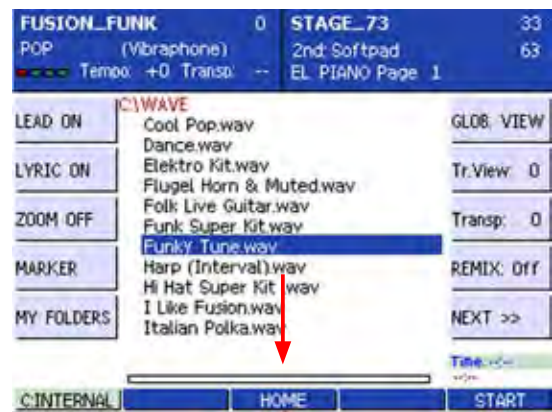 FUSION_FUNK 0 STAGE_73 33
POP (Vibraphone) 2nd: Softpad 63
Tempo: +0 Transp: -- EL PIANO Page 1
C:\WAVE
LEAD ON
LYRIC ON
ZOOM OFF
MARKER
MY FOLDERS
Cool Pop.wav
Dance.wav
Elektro Kit.wav
Flugel Horn & Muted.wav
Folk Live Guitar.wav
Funk Super Kit.wav
Funky Tune.wav
Harp (Interval).wav
Hi Hat Super Kit .wav
I Like Fusion.wav
Italian Polka.wav
GLOB. VIEW
Tr.View: 0
Transp: 0
REMIX: Off
NEXT >>
Time: --:--
--:--
C:INTERNAL HOME START